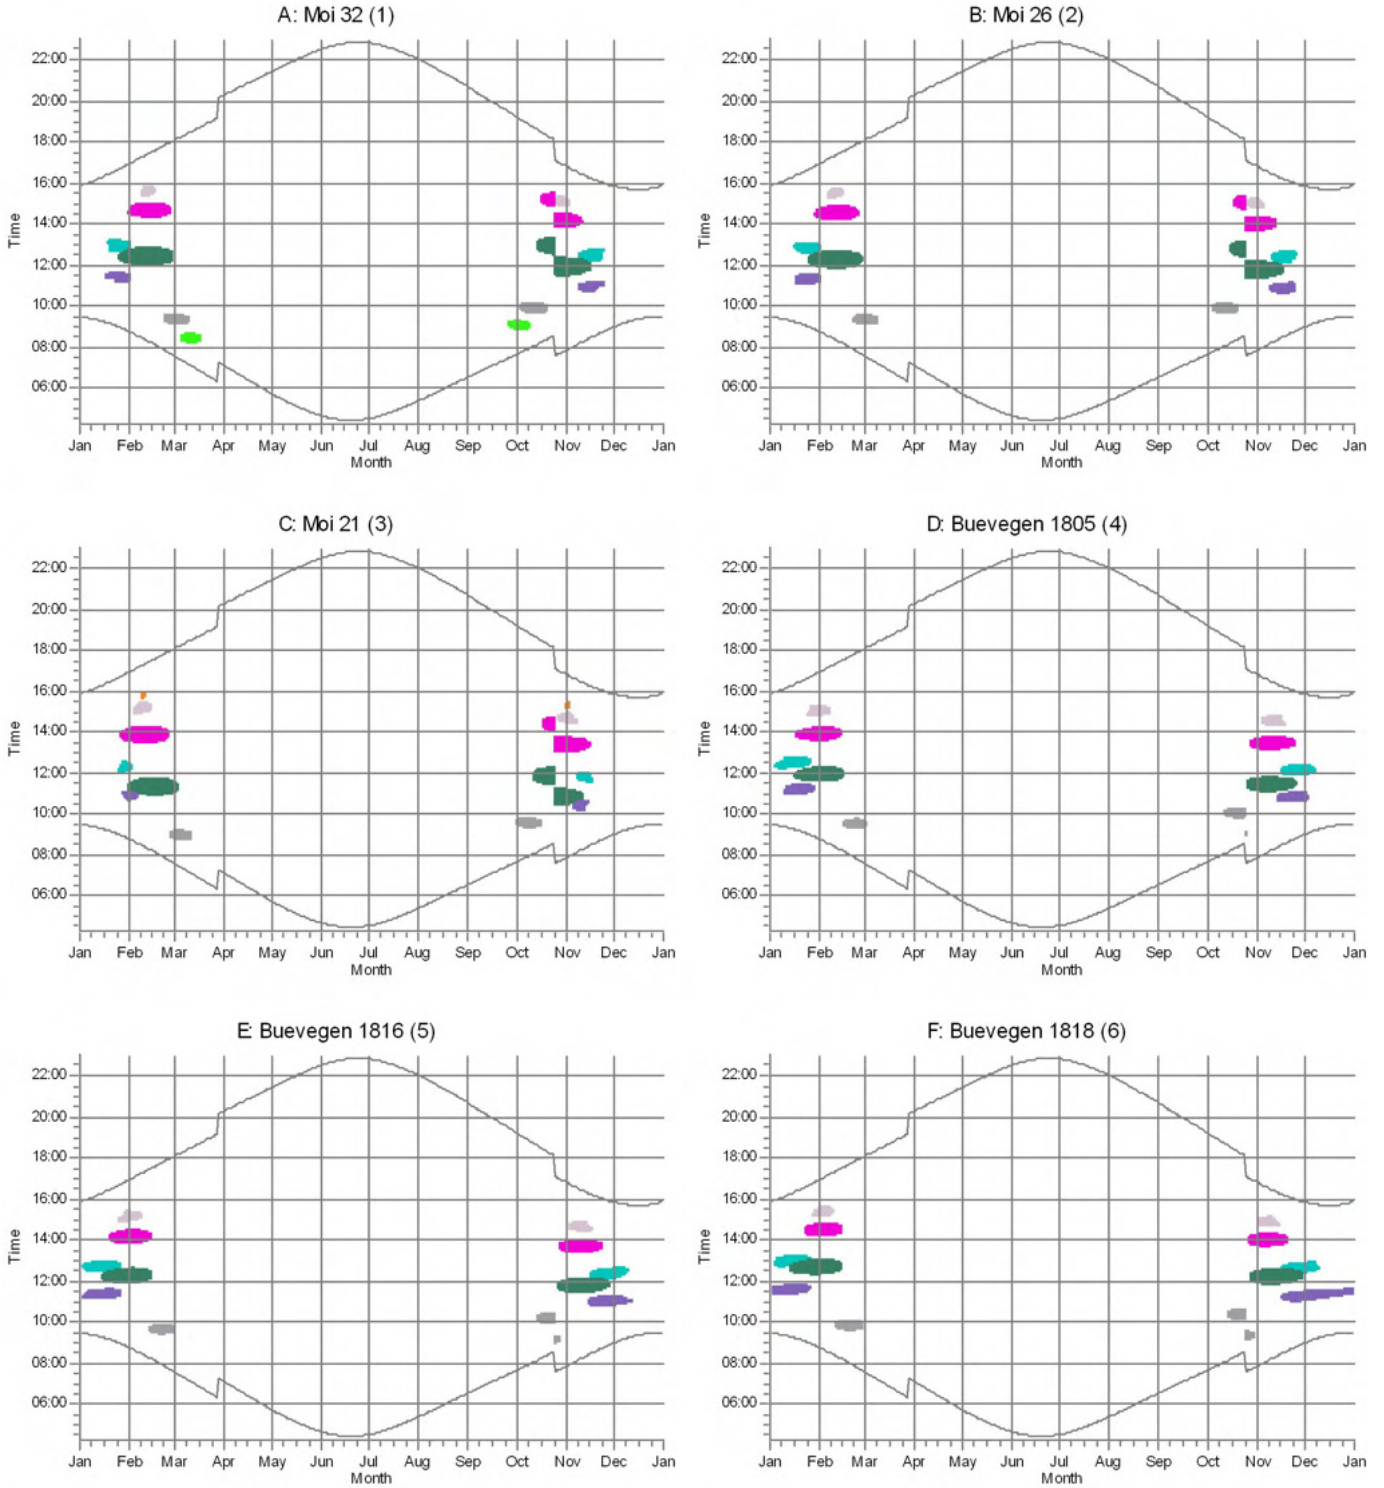 A: Moi 32 (1)
22:00
20:00
18:00
16:00
14:00
12:00
10:00
08:00
06:00
Time
Jan Feb Mar Apr May Jun Jul Aug Sep Oct Nov Dec Jan
Month
B: Moi 26 (2)
22:00
20:00
18:00
16:00
14:00
12:00
10:00
08:00
06:00
Time
Jan Feb Mar Apr May Jun Jul Aug Sep Oct Nov Dec Jan
Month
C: Moi 21 (3)
22:00
20:00
18:00
16:00
14:00
12:00
10:00
08:00
06:00
Time
Jan Feb Mar Apr May Jun Jul Aug Sep Oct Nov Dec Jan
Month
D: Buevegen 1805 (4)
22:00
20:00
18:00
16:00
14:00
12:00
10:00
08:00
06:00
Time
Jan Feb Mar Apr May Jun Jul Aug Sep Oct Nov Dec Jan
Month
E: Buevegen 1816 (5)
22:00
20:00
18:00
16:00
14:00
12:00
10:00
08:00
06:00
Time
Jan Feb Mar Apr May Jun Jul Aug Sep Oct Nov Dec Jan
Month
F: Buevegen 1818 (6)
22:00
20:00
18:00
16:00
14:00
12:00
10:00
08:00
06:00
Time
Jan Feb Mar Apr May Jun Jul Aug Sep Oct Nov Dec Jan
Month